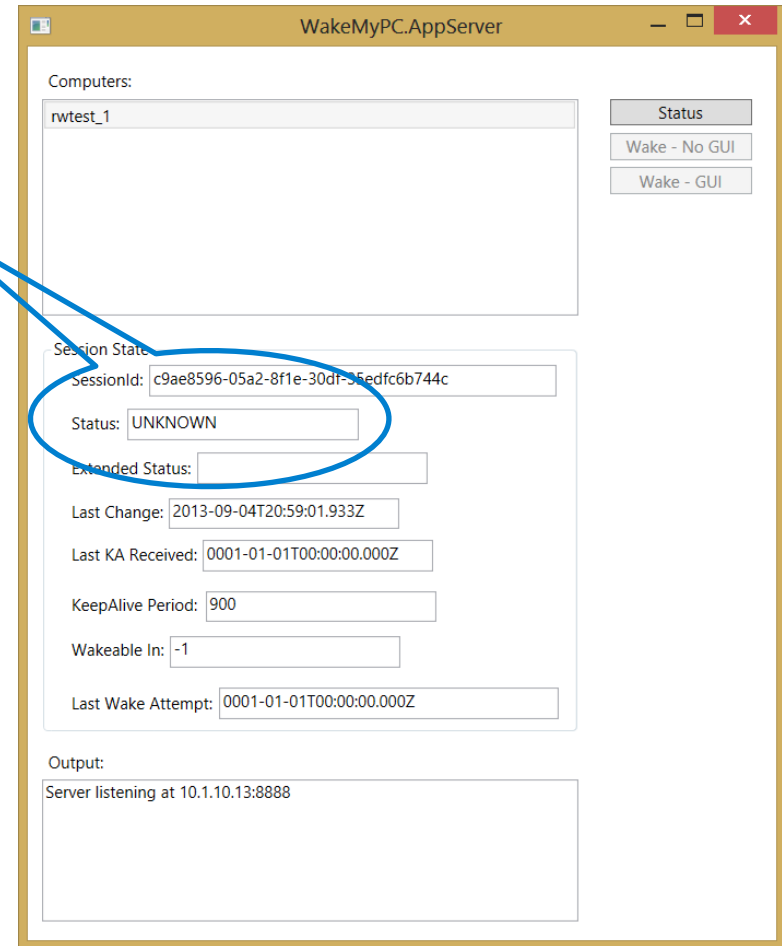 WakeMyPC.AppServer
Computers:
rwtest_1
Status
Wake - No GUI
Wake - GUI
Session State
SessionId: c9ae8596-05a2-8f1e-30df-35edfc6b744c
Status: UNKNOWN
Extended Status:
Last Change: 2013-09-04T20:59:01.933Z
Last KA Received: 0001-01-01T00:00:00.000Z
KeepAlive Period: 900
Wakeable In: -1
Last Wake Attempt: 0001-01-01T00:00:00.000Z
Output:
Server listening at 10.1.10.13:8888